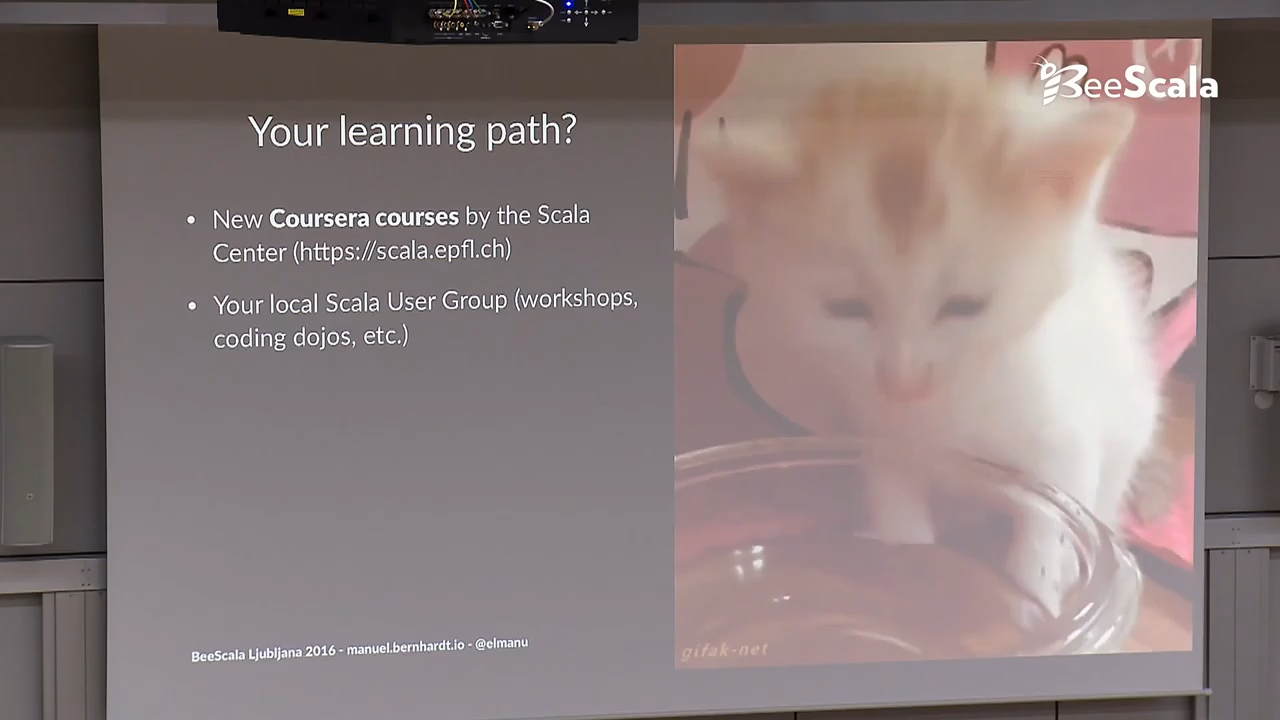 BeeScala
Your learning path?
• New Coursera courses by the Scala
Center (https://scala.epfl.ch)
• Your local Scala User Group (workshops,
coding dojos, etc.)
BeeScala Ljubljana 2016 - manuel.bernhardt.io - @elmanu
gifak-net